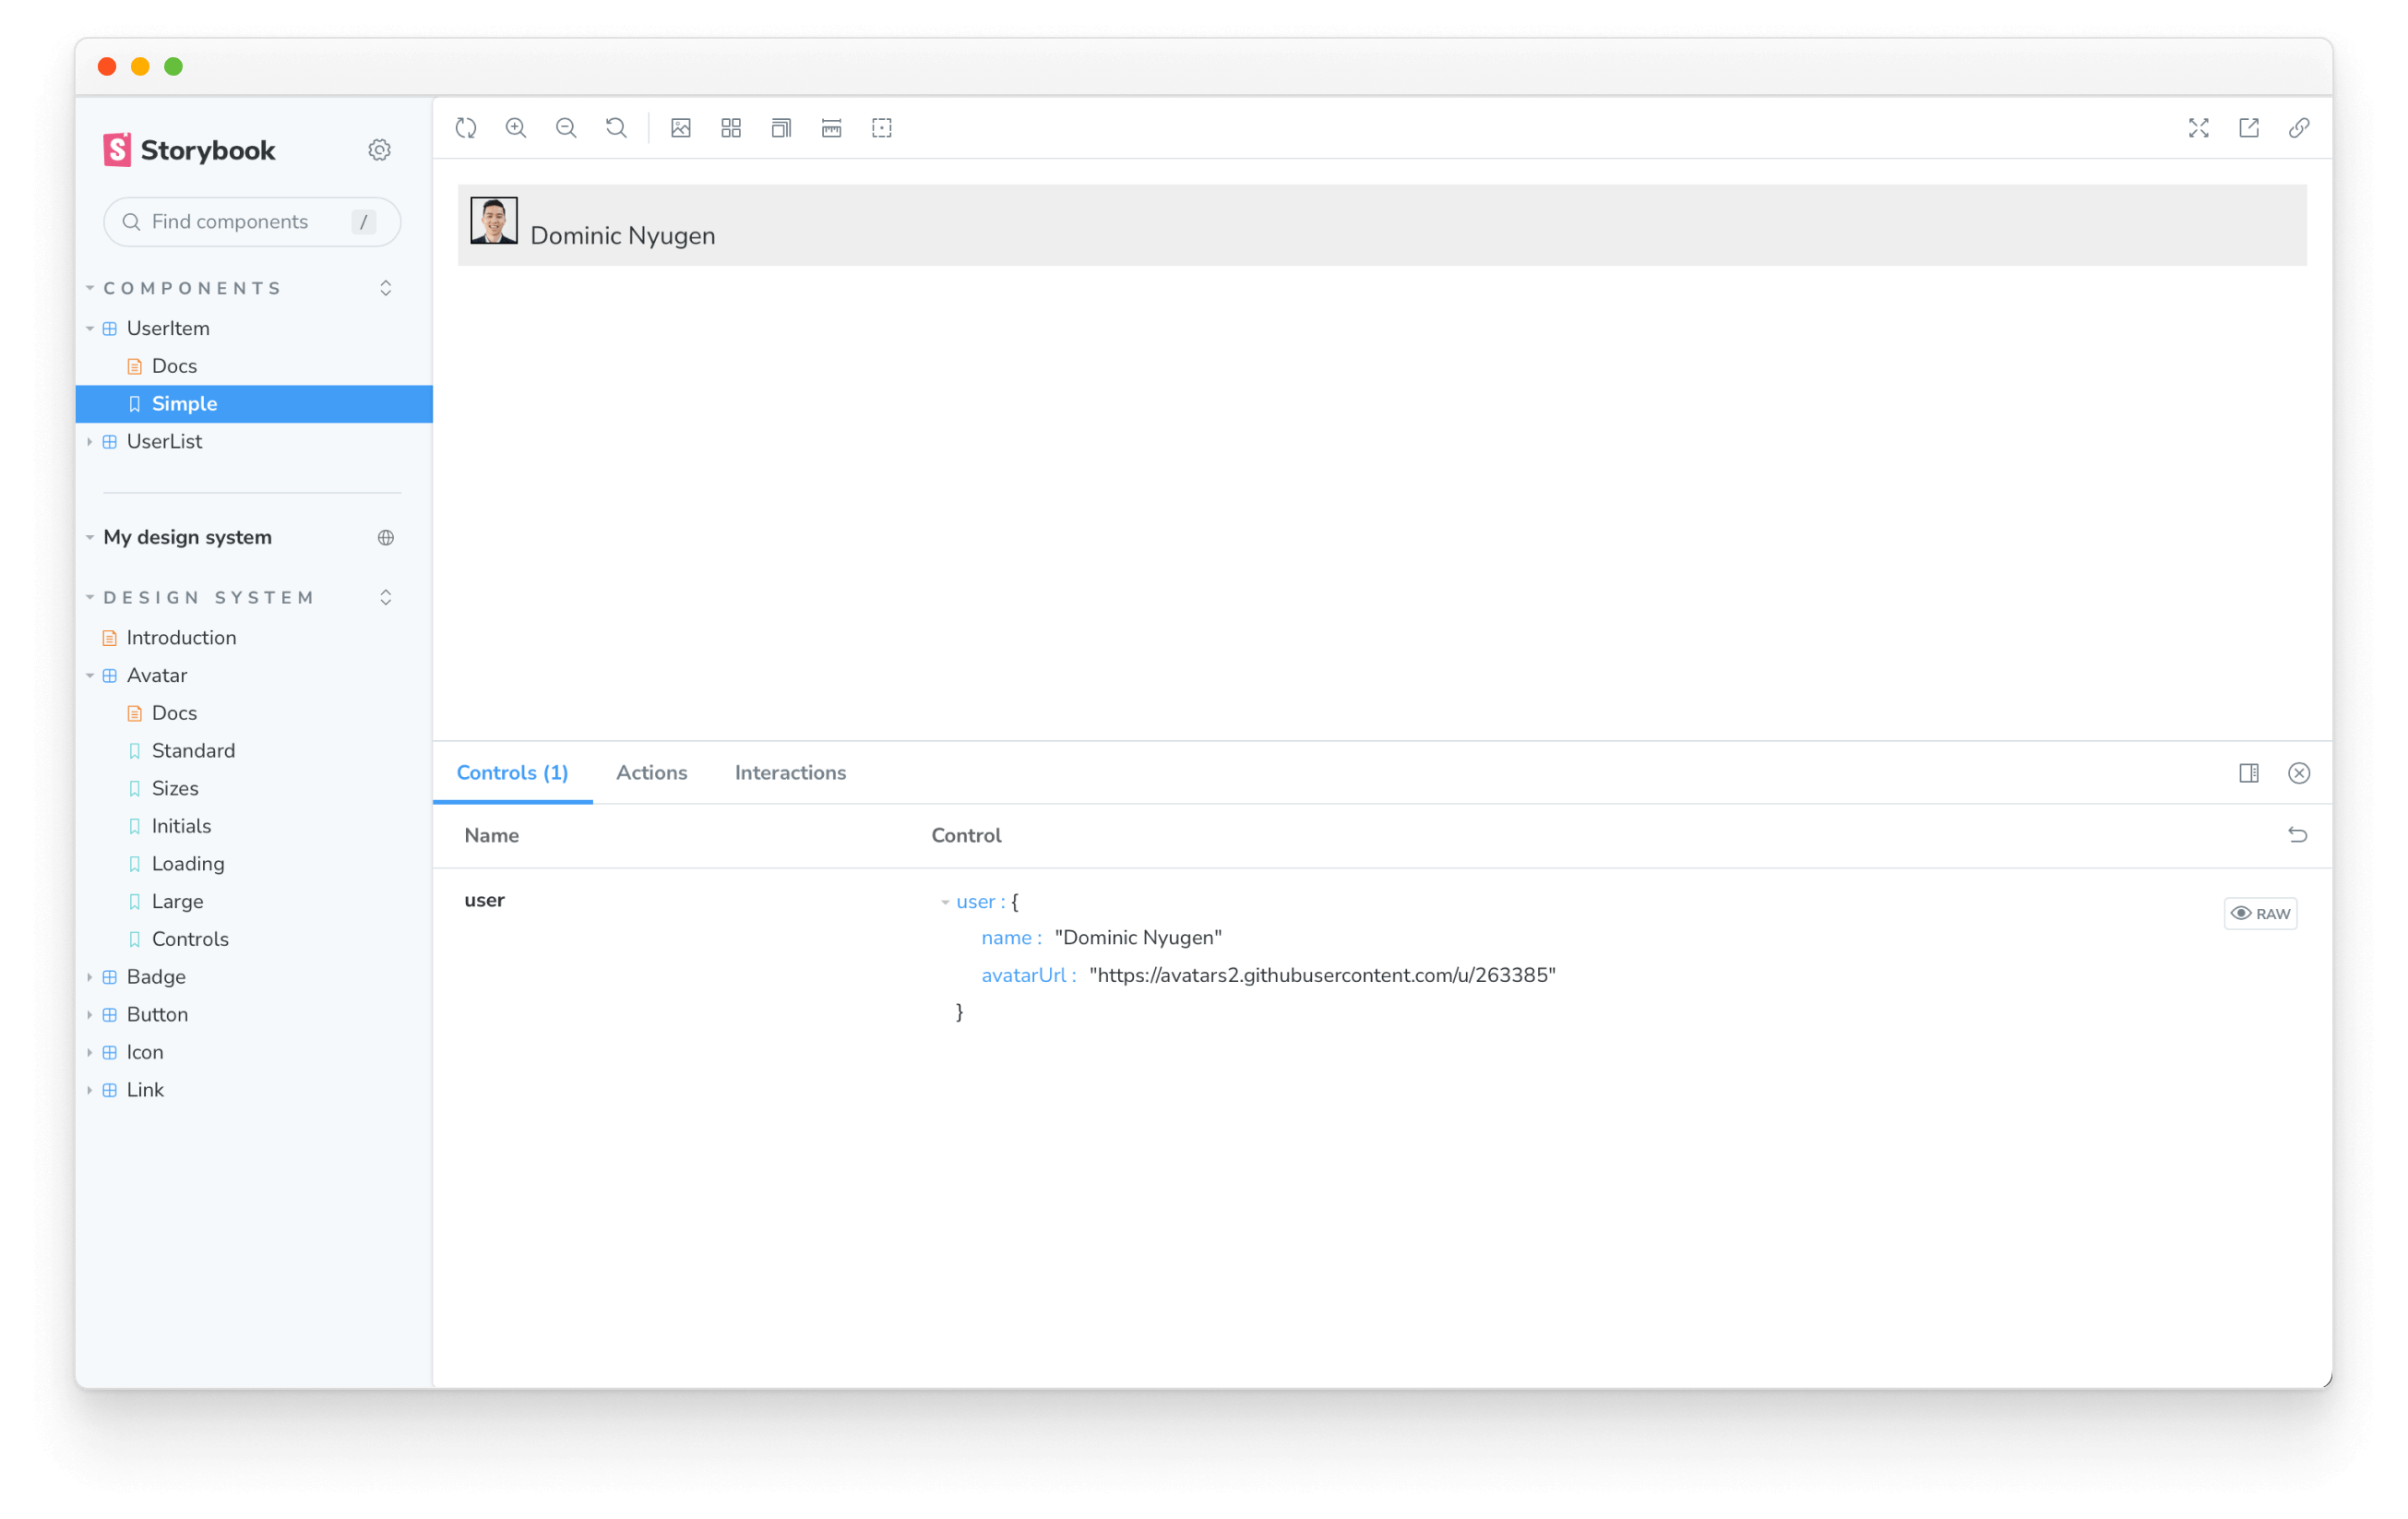 Storybook
Find components /
COMPONENTS
UserItem
Docs
Simple
UserList
My design system
DESIGN SYSTEM
Introduction
Avatar
Docs
Standard
Sizes
Initials
Loading
Large
Controls
Badge
Button
Icon
Link
Dominic Nyugen
Controls (1) Actions Interactions
Name Control
user user : { RAW
name : "Dominic Nyugen"
avatarUrl : "https://avatars2.githubusercontent.com/u/263385"
}